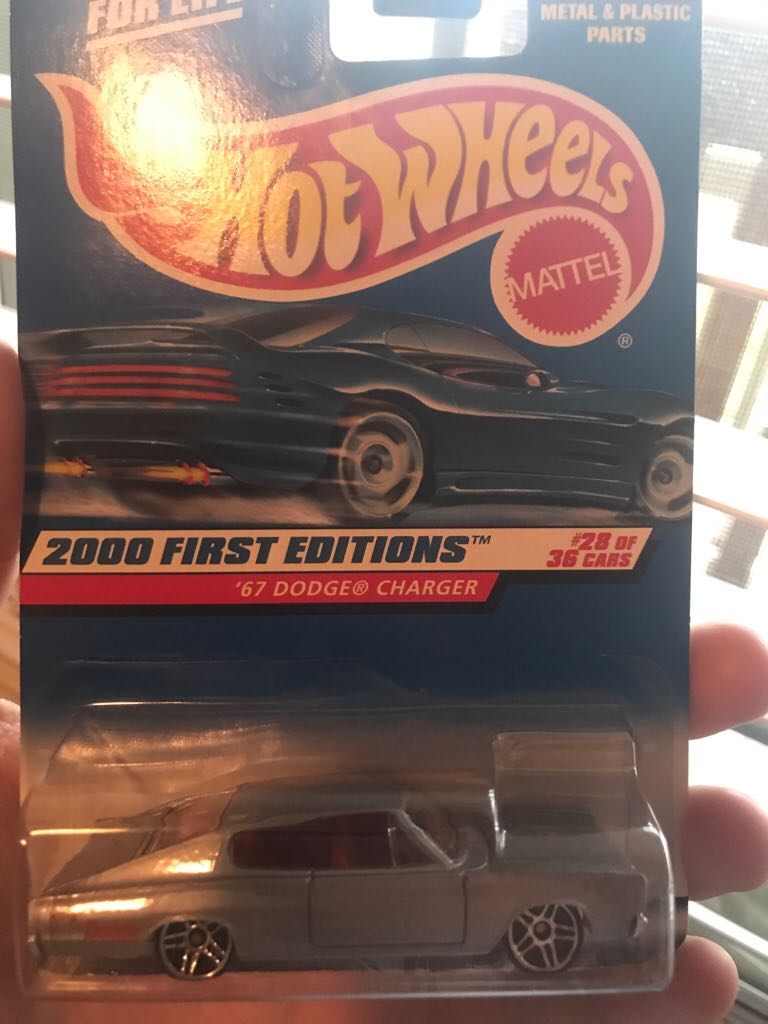 FOR LIFE
METAL & PLASTIC
PARTS
HOT WHEELS
MATTEL
®
2000 FIRST EDITIONS™
#28 OF
36 CARS
'67 DODGE® CHARGER